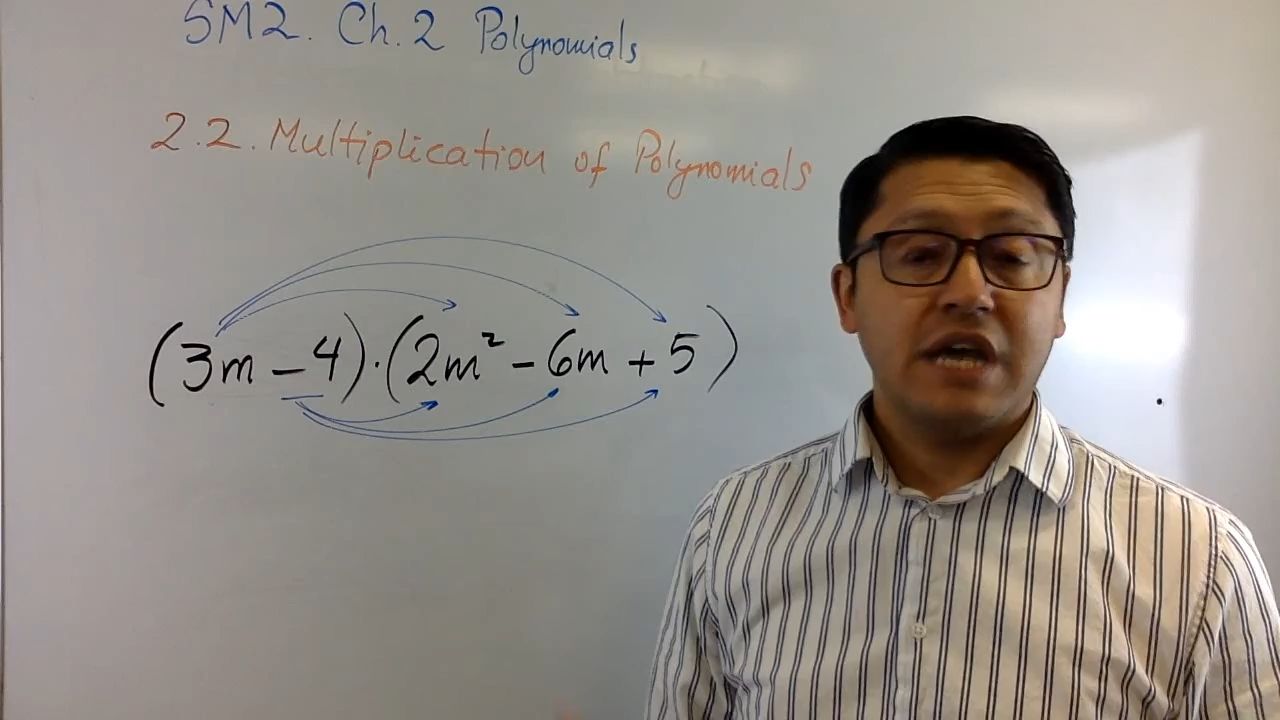 SM2. Ch.2 Polynomials
2.2. Multiplication of Polynomials
(3m - 4)·(2m² - 6m + 5)